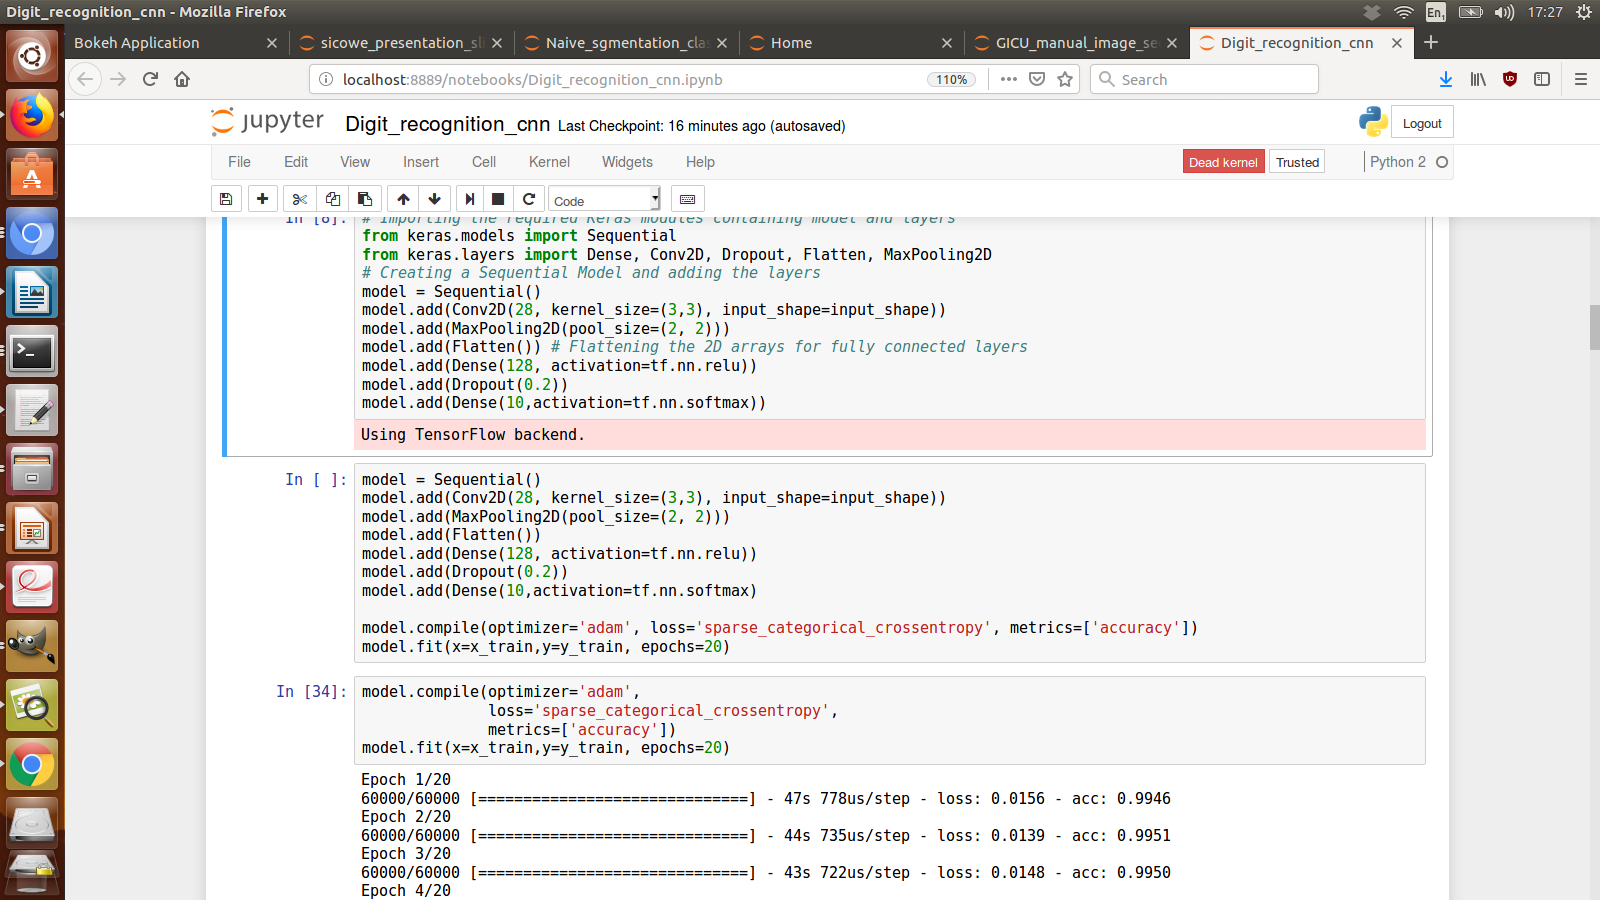 Digit_recognition_cnn - Mozilla Firefox
En1
17:27
Bokeh Application
sicowe_presentation_sli
Naive_sgmentation_clas
Home
GICU_manual_image_se
Digit_recognition_cnn
localhost:8889/notebooks/Digit_recognition_cnn.ipynb
110%
Search
jupyter
Digit_recognition_cnn Last Checkpoint: 16 minutes ago (autosaved)
Logout
File Edit View Insert Cell Kernel Widgets Help
Dead kernel
Trusted
Python 2
Code
In [8]: # Importing the required Keras modules containing model and layers
from keras.models import Sequential
from keras.layers import Dense, Conv2D, Dropout, Flatten, MaxPooling2D
# Creating a Sequential Model and adding the layers
model = Sequential()
model.add(Conv2D(28, kernel_size=(3,3), input_shape=input_shape))
model.add(MaxPooling2D(pool_size=(2, 2)))
model.add(Flatten()) # Flattening the 2D arrays for fully connected layers
model.add(Dense(128, activation=tf.nn.relu))
model.add(Dropout(0.2))
model.add(Dense(10,activation=tf.nn.softmax))
Using TensorFlow backend.
In [ ]: model = Sequential()
model.add(Conv2D(28, kernel_size=(3,3), input_shape=input_shape))
model.add(MaxPooling2D(pool_size=(2, 2)))
model.add(Flatten())
model.add(Dense(128, activation=tf.nn.relu))
model.add(Dropout(0.2))
model.add(Dense(10,activation=tf.nn.softmax)
model.compile(optimizer='adam', loss='sparse_categorical_crossentropy', metrics=['accuracy'])
model.fit(x=x_train,y=y_train, epochs=20)
In [34]: model.compile(optimizer='adam',
loss='sparse_categorical_crossentropy',
metrics=['accuracy'])
model.fit(x=x_train,y=y_train, epochs=20)
Epoch 1/20
60000/60000 [==============================] - 47s 778us/step - loss: 0.0156 - acc: 0.9946
Epoch 2/20
60000/60000 [==============================] - 44s 735us/step - loss: 0.0139 - acc: 0.9951
Epoch 3/20
60000/60000 [==============================] - 43s 722us/step - loss: 0.0148 - acc: 0.9950
Epoch 4/20